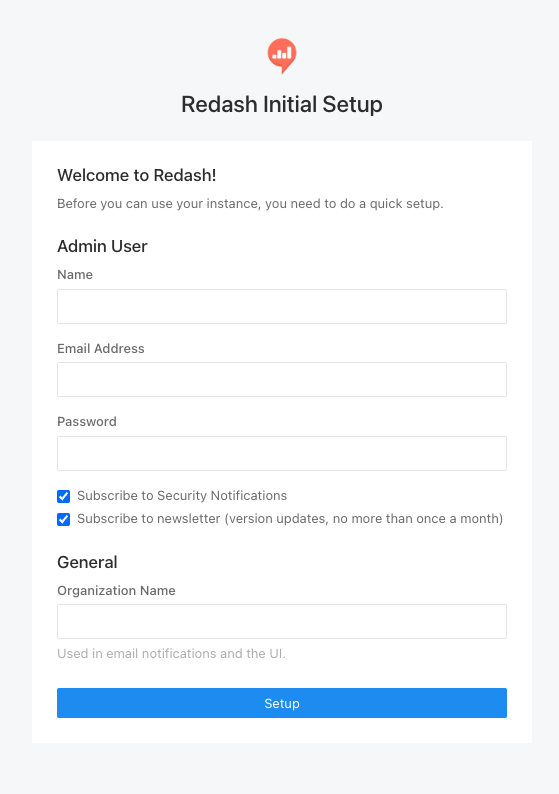 Redash Initial Setup
Welcome to Redash!
Before you can use your instance, you need to do a quick setup.
Admin User
Name
Email Address
Password
Subscribe to Security Notifications
Subscribe to newsletter (version updates, no more than once a month)
General
Organization Name
Used in email notifications and the UI.
Setup